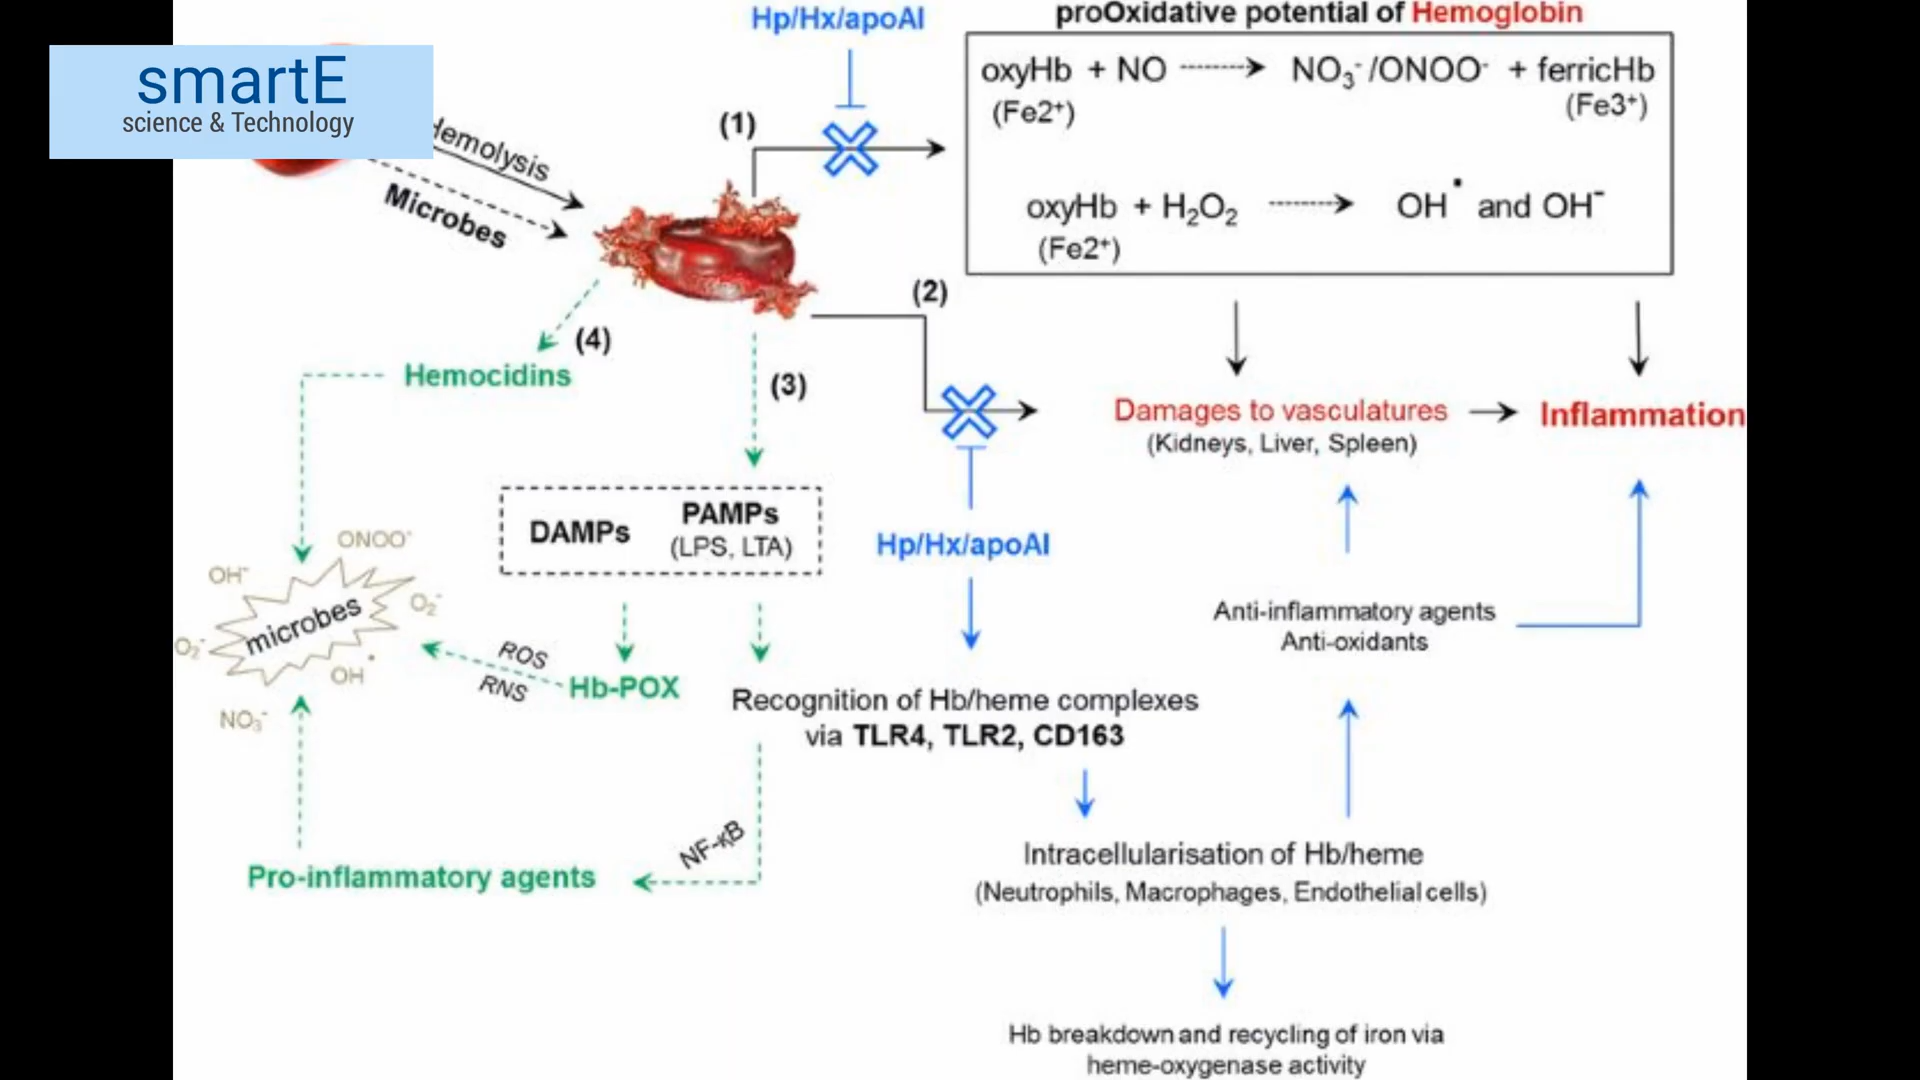 smartE
science & Technology
Hp/Hx/apoAI
proOxidative potential of Hemoglobin
oxyHb + NO NO₃⁻/ONOO⁻ + ferricHb
(Fe2⁺) (Fe3⁺)
oxyHb + H₂O₂ OH• and OH⁻
(Fe2⁺)
Hemolysis
Microbes
(1)
(2)
(4)
(3)
Hemocidins
Damages to vasculatures
(Kidneys, Liver, Spleen)
Inflammation
DAMPs
PAMPs
(LPS, LTA)
Hp/Hx/apoAI
ONOO⁻
OH⁻
O₂⁻
microbes
O₂⁻
OH•
NO₃⁻
ROS
RNS
Hb-POX
Anti-inflammatory agents
Anti-oxidants
Recognition of Hb/heme complexes
via TLR4, TLR2, CD163
NF-κB
Pro-inflammatory agents
Intracellularisation of Hb/heme
(Neutrophils, Macrophages, Endothelial cells)
Hb breakdown and recycling of iron via
heme-oxygenase activity